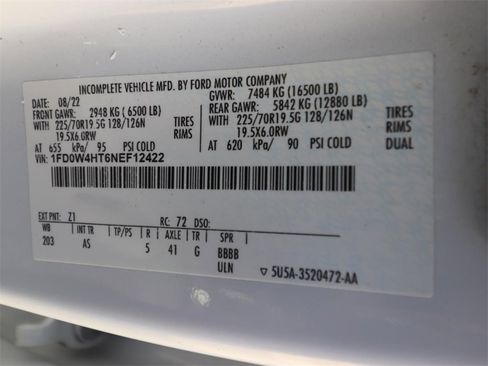 INCOMPLETE VEHICLE MFD. BY FORD MOTOR COMPANY
DATE: 08/22 GVWR: 7484 KG (16500 LB)
FRONT GAWR: 2948 KG ( 6500 LB) REAR GAWR: 5842 KG (12880 LB)
WITH 225/70R19.5G 128/126N TIRES WITH 225/70R19.5G 128/126N TIRES
19.5X6.0RW RIMS 19.5X6.0RW RIMS
AT 655 kPa/ 95 PSI COLD AT 620 kPa/ 90 PSI COLD DUAL
VIN: 1FD0W4HT6NEF12422
EXT PNT: Z1 RC: 72 DSO:
WB INT TR TP/PS R AXLE TR SPR
203 AS 5 41 G BBBB
ULN ▽ 5U5A-3520472-AA